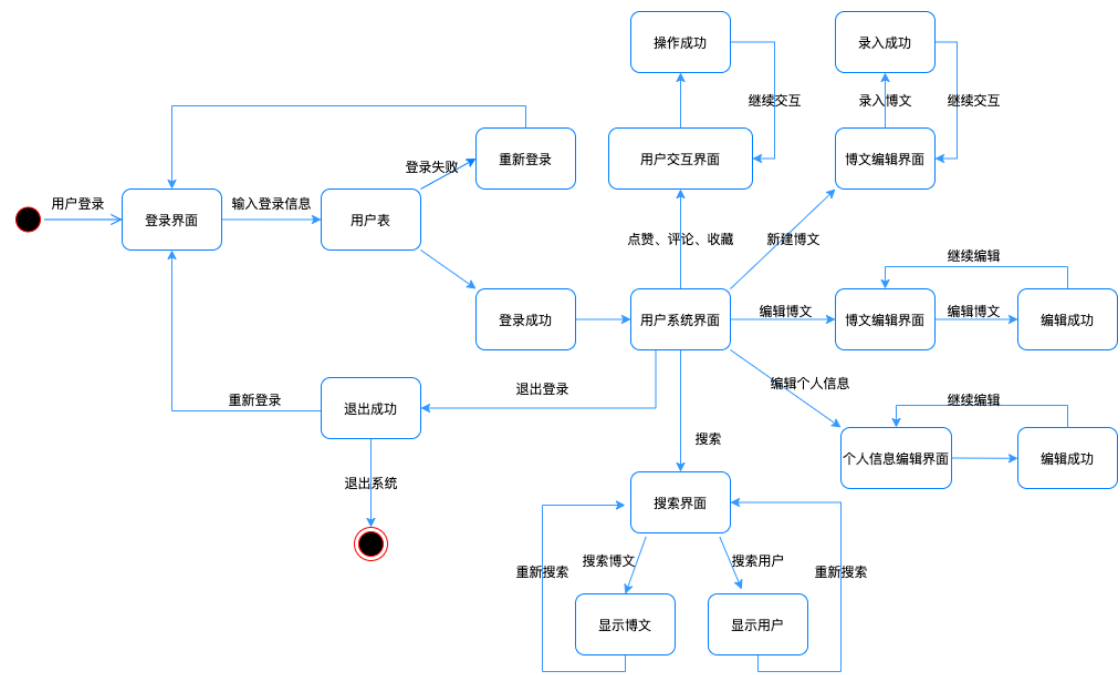 操作成功
录入成功
继续交互
录入博文
继续交互
重新登录
用户交互界面
博文编辑界面
登录失败
用户登录
登录界面
输入登录信息
用户表
点赞、评论、收藏
新建博文
继续编辑
登录成功
用户系统界面
编辑博文
博文编辑界面
编辑博文
编辑成功
退出登录
编辑个人信息
重新登录
退出成功
继续编辑
搜索
个人信息编辑界面
编辑成功
退出系统
搜索界面
搜索博文
搜索用户
重新搜索
重新搜索
显示博文
显示用户